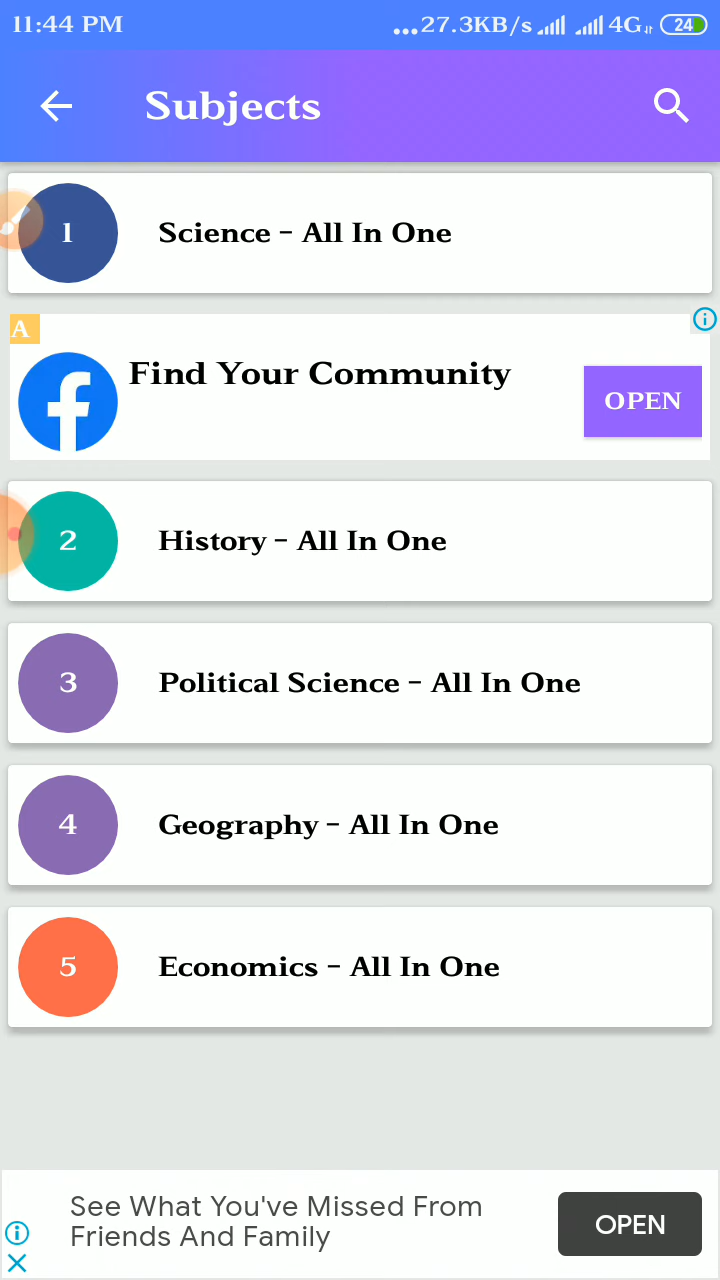 11:44 PM ...27.3KB/s 4G 24
Subjects
1 Science - All In One
A
Find Your Community
OPEN
2 History - All In One
3 Political Science - All In One
4 Geography - All In One
5 Economics - All In One
See What You've Missed From
Friends And Family
OPEN